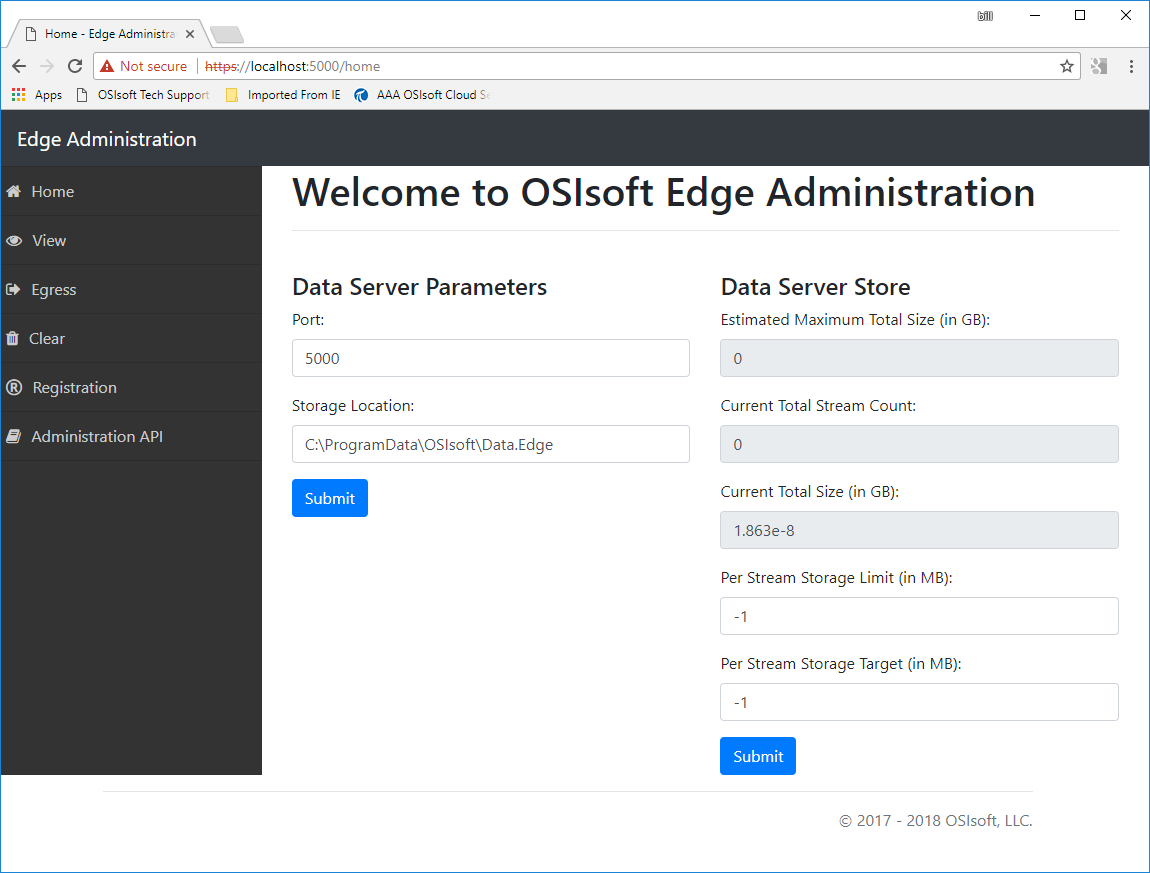 bill
Home - Edge Administra
Not secure https://localhost:5000/home
Apps OSIsoft Tech Support Imported From IE AAA OSIsoft Cloud Se
Edge Administration
Home
View
Egress
Clear
Registration
Administration API
Welcome to OSIsoft Edge Administration
Data Server Parameters
Port:
5000
Storage Location:
C:\ProgramData\OSIsoft\Data.Edge
Submit
Data Server Store
Estimated Maximum Total Size (in GB):
0
Current Total Stream Count:
0
Current Total Size (in GB):
1.863e-8
Per Stream Storage Limit (in MB):
-1
Per Stream Storage Target (in MB):
-1
Submit
© 2017 - 2018 OSIsoft, LLC.